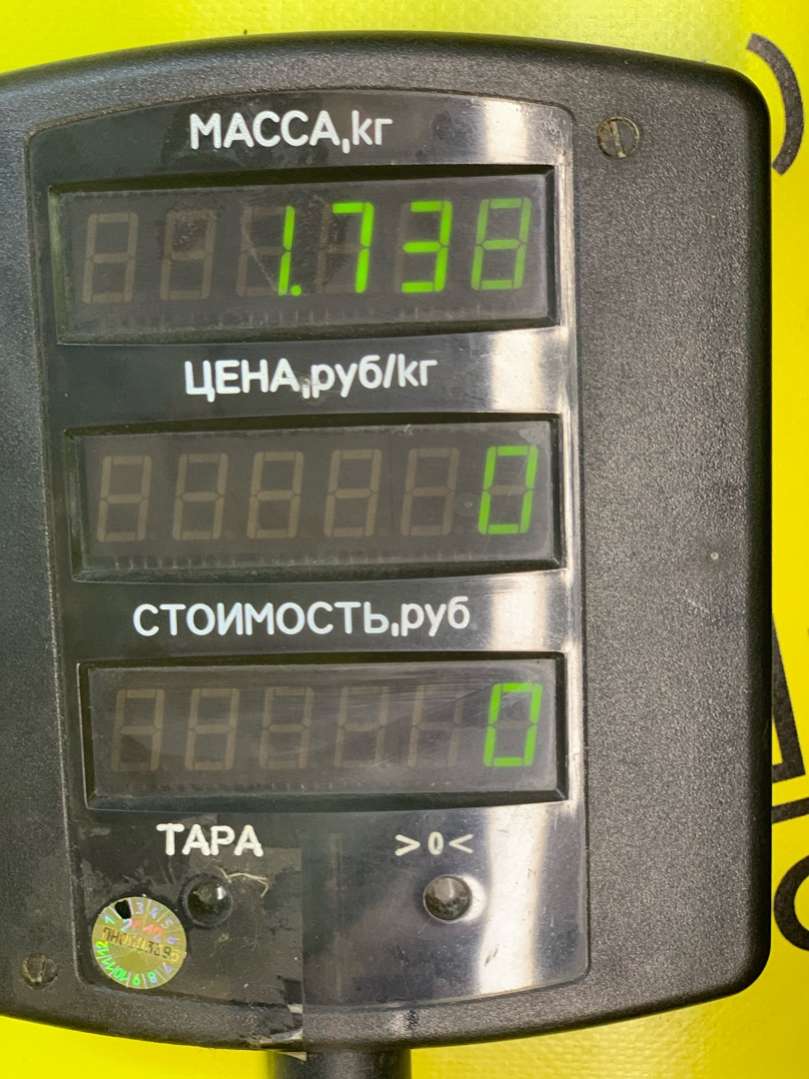 МАССА,кг
1.738
ЦЕНА,руб/кг
0
СТОИМОСТЬ,руб
0
ТАРА >0<